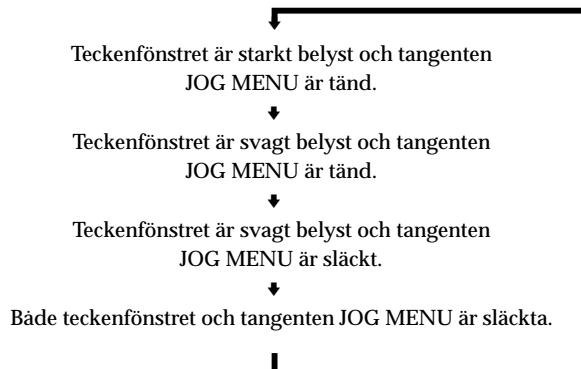 Teckenfönstret är starkt belyst och tangenten
JOG MENU är tänd.
Teckenfönstret är svagt belyst och tangenten
JOG MENU är tänd.
Teckenfönstret är svagt belyst och tangenten
JOG MENU är släckt.
Både teckenfönstret och tangenten JOG MENU är släckta.